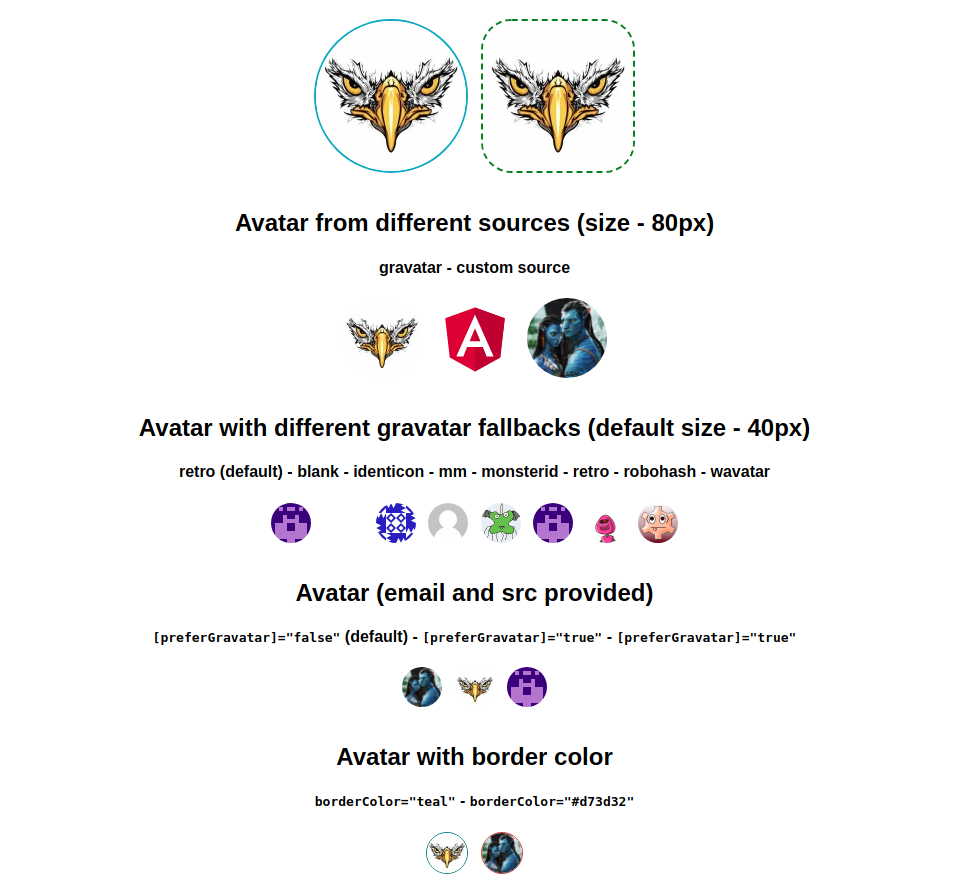 Avatar from different sources (size - 80px)
gravatar - custom source
A
Avatar with different gravatar fallbacks (default size - 40px)
retro (default) - blank - identicon - mm - monsterid - retro - robohash - wavatar
Avatar (email and src provided)
[preferGravatar]="false" (default) - [preferGravatar]="true" - [preferGravatar]="true"
Avatar with border color
borderColor="teal" - borderColor="#d73d32"